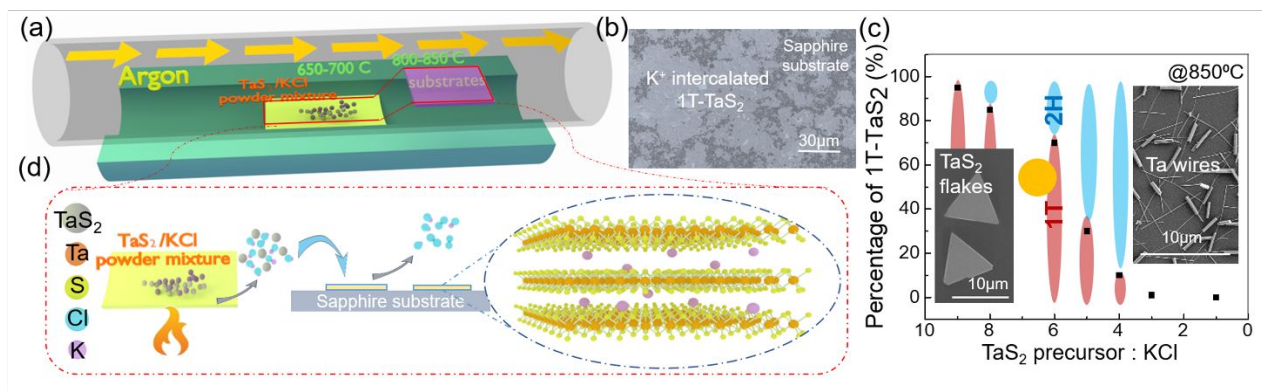 (a)
Argon
650-700 C
800-850°C
TaS₂/KCl
powder mixture
substrates
(b)
Sapphire
substrate
K⁺ intercalated
1T-TaS₂
30μm
(c)
@850ºC
Percentage of 1T-TaS₂ (%)
100
80
60
40
20
0
2H
1T
TaS₂
flakes
10μm
Ta wires
10μm
10 8 6 4 2 0
TaS₂ precursor : KCl
(d)
TaS₂
Ta
S
Cl
K
TaS₂/KCl
powder mixture
Sapphire substrate